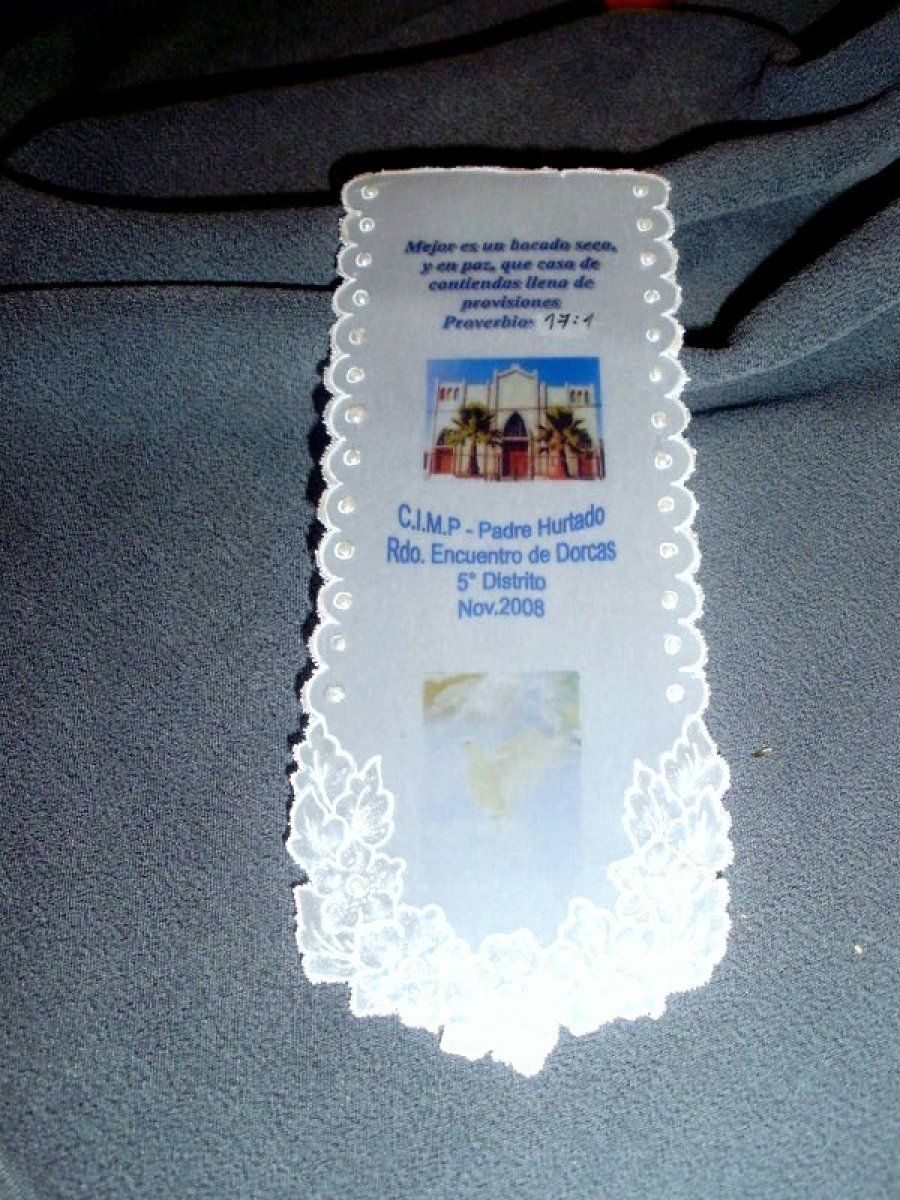 Mejor es un bocado seco,
y en paz, que casa de
contiendas llena de
provisiones
Proverbios 17:1
C.I.M.P - Padre Hurtado
Rdo. Encuentro de Dorcas
5° Distrito
Nov.2008